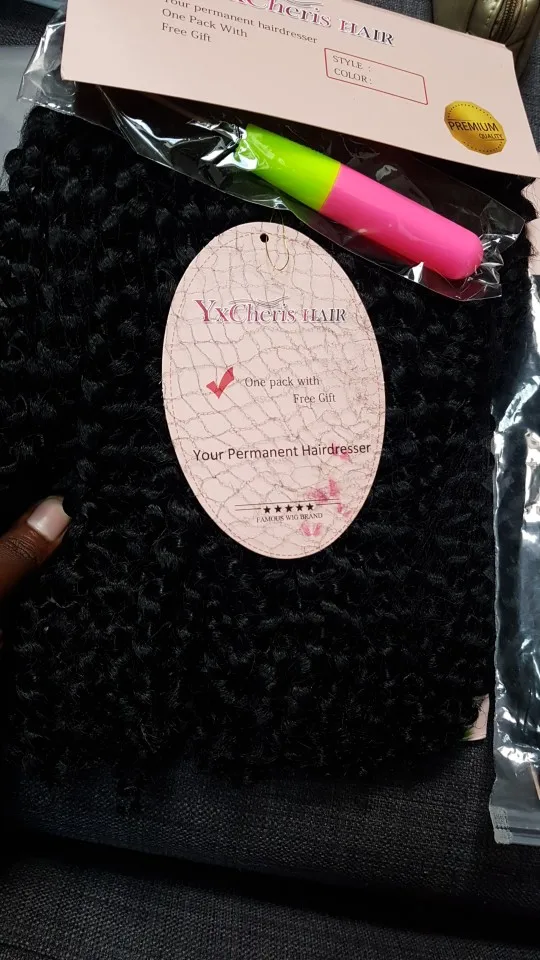 YxCheris HAIR
Your permanent hairdresser
One Pack With
Free Gift
STYLE :
COLOR :
PREMIUM
QUALITY
YxCheris HAIR
One pack with
Free Gift
Your Permanent Hairdresser
FAMOUS WIG BRAND